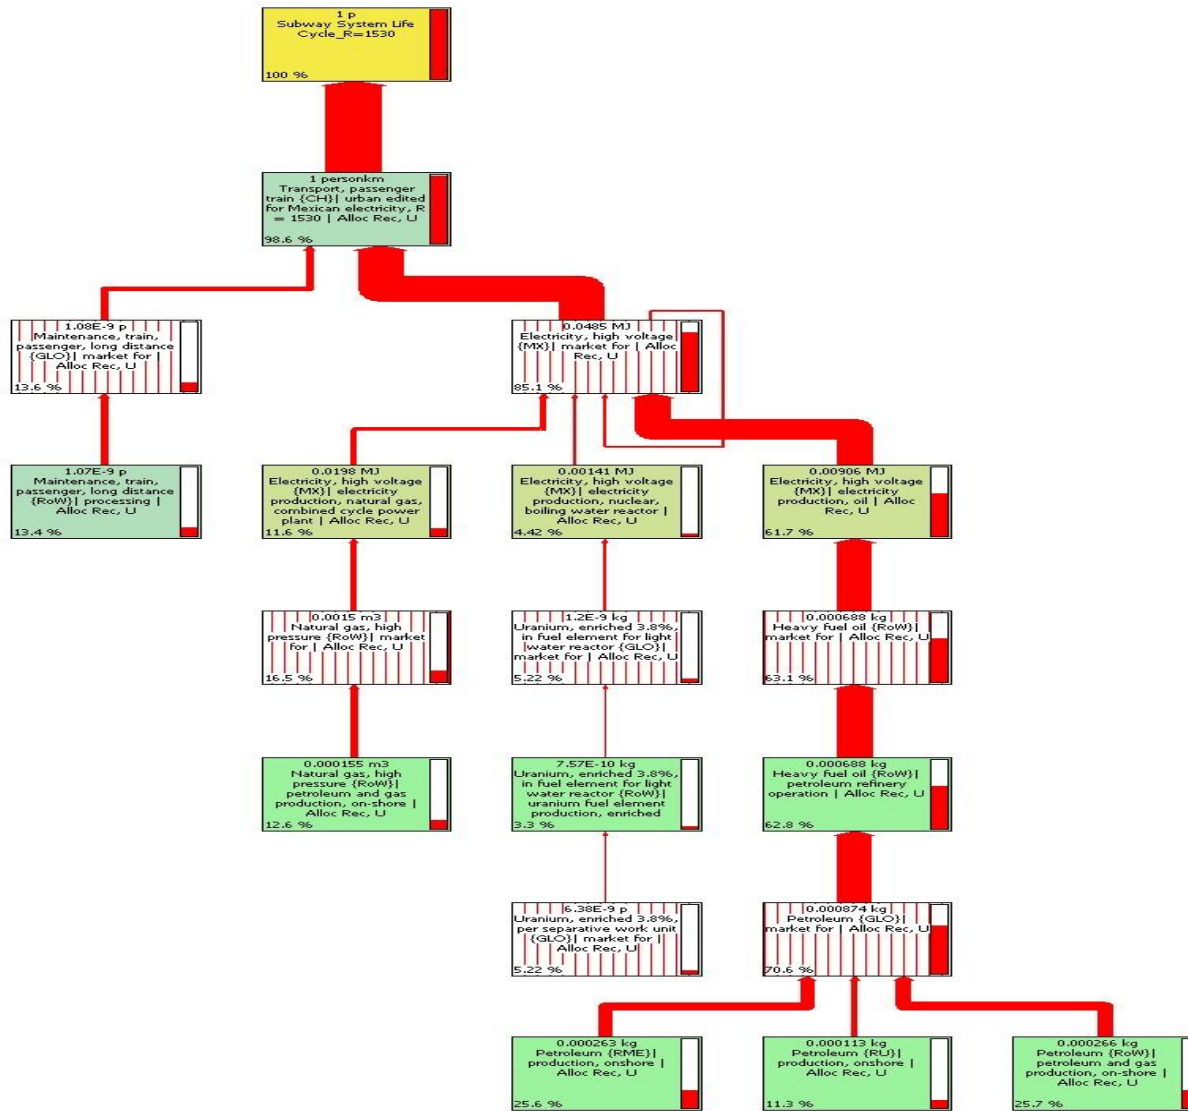 1 p
Subway System Life
Cycle_R=1530
100 %
1 personkm
Transport, passenger
train {CH}| urban edited
for Mexican electricity, R
= 1530 | Alloc Rec, U
98.6 %
1.08E-9 p
Maintenance, train,
passenger, long distance
{GLO}| market for |
Alloc Rec, U
13.6 %
0.0485 MJ
Electricity, high voltage
{MX}| market for | Alloc
Rec, U
85.1 %
1.07E-9 p
Maintenance, train,
passenger, long distance
{RoW}| processing |
Alloc Rec, U
13.4 %
0.0198 MJ
Electricity, high voltage
{MX}| electricity
production, natural gas,
combined cycle power
plant | Alloc Rec, U
11.6 %
0.00141 MJ
Electricity, high voltage
{MX}| electricity
production, nuclear,
boiling water reactor |
Alloc Rec, U
4.42 %
0.00906 MJ
Electricity, high voltage
{MX}| electricity
production, oil | Alloc
Rec, U
61.7 %
0.0015 m3
Natural gas, high
pressure {RoW}| market
for | Alloc Rec, U
16.5 %
1.2E-9 kg
Uranium, enriched 3.8%,
in fuel element for light
water reactor {GLO}|
market for | Alloc Rec, U
5.22 %
0.000688 kg
Heavy fuel oil {RoW}|
market for | Alloc Rec, U
63.1 %
0.000155 m3
Natural gas, high
pressure {RoW}|
petroleum and gas
production, on-shore |
Alloc Rec, U
12.6 %
7.57E-10 kg
Uranium, enriched 3.8%,
in fuel element for light
water reactor {RoW}|
uranium fuel element
production, enriched
3.3 %
0.000688 kg
Heavy fuel oil {RoW}|
petroleum refinery
operation | Alloc Rec, U
62.8 %
6.38E-9 p
Uranium, enriched 3.8%,
per separative work unit
{GLO}| market for |
Alloc Rec, U
5.22 %
0.000874 kg
Petroleum {GLO}|
market for | Alloc Rec, U
70.6 %
0.000263 kg
Petroleum {RME}|
production, onshore |
Alloc Rec, U
25.6 %
0.000113 kg
Petroleum {RU}|
production, onshore |
Alloc Rec, U
11.3 %
0.000266 kg
Petroleum {RoW}|
petroleum and gas
production, on-shore |
Alloc Rec, U
25.7 %